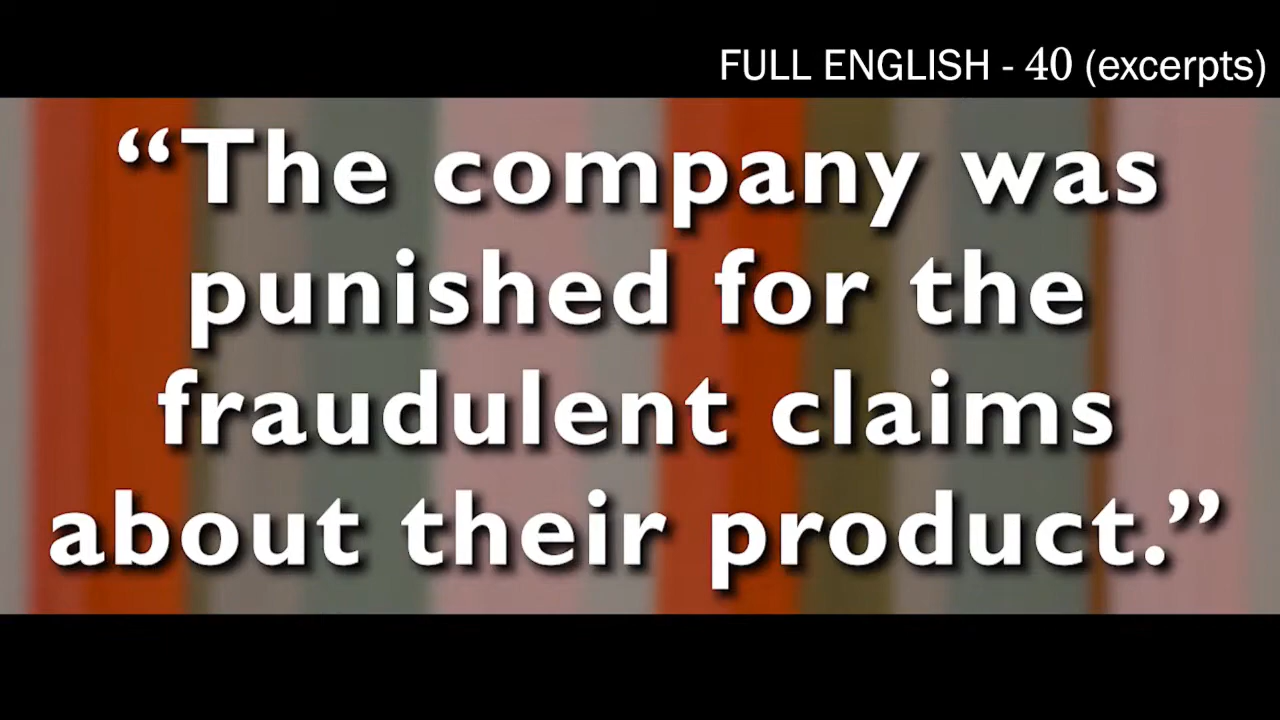 FULL ENGLISH - 40 (excerpts)
“The company was
punished for the
fraudulent claims
about their product.”